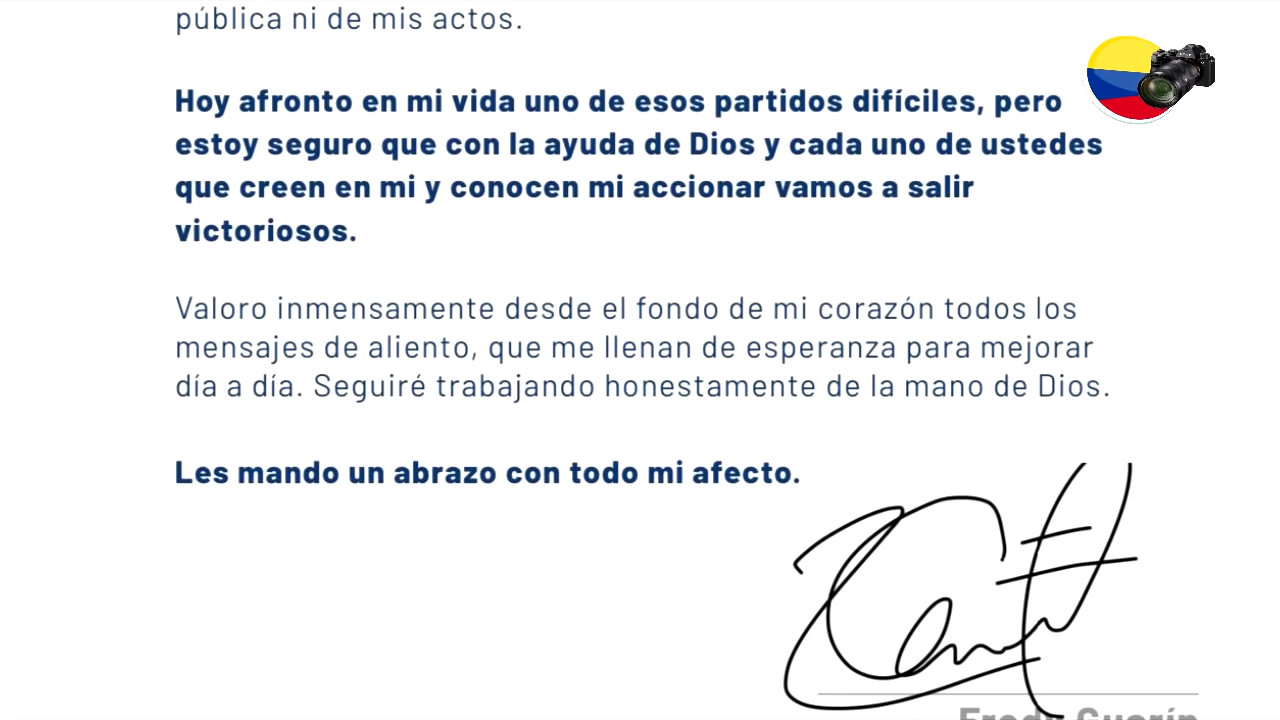 pública ni de mis actos.
Hoy afronto en mi vida uno de esos partidos difíciles, pero
estoy seguro que con la ayuda de Dios y cada uno de ustedes
que creen en mi y conocen mi accionar vamos a salir
victoriosos.
Valoro inmensamente desde el fondo de mi corazón todos los
mensajes de aliento, que me llenan de esperanza para mejorar
día a día. Seguiré trabajando honestamente de la mano de Dios.
Les mando un abrazo con todo mi afecto.
Fredy Guarín